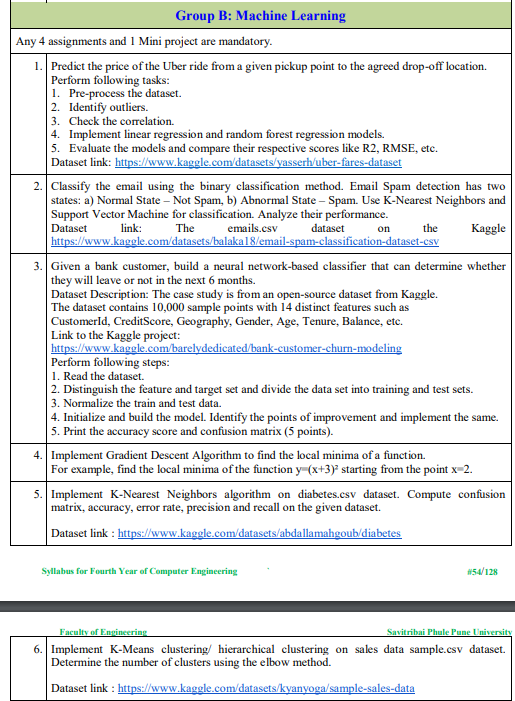 Group B: Machine Learning
Any 4 assignments and 1 Mini project are mandatory.
1. Predict the price of the Uber ride from a given pickup point to the agreed drop-off location.
Perform following tasks:
1. Pre-process the dataset.
2. Identify outliers.
3. Check the correlation.
4. Implement linear regression and random forest regression models.
5. Evaluate the models and compare their respective scores like R2, RMSE, etc.
Dataset link: https://www.kaggle.com/datasets/yasserh/uber-fares-dataset
2. Classify the email using the binary classification method. Email Spam detection has two
states: a) Normal State – Not Spam, b) Abnormal State – Spam. Use K-Nearest Neighbors and
Support Vector Machine for classification. Analyze their performance.
Dataset link: The emails.csv dataset on the Kaggle
https://www.kaggle.com/datasets/balaka18/email-spam-classification-dataset-csv
3. Given a bank customer, build a neural network-based classifier that can determine whether
they will leave or not in the next 6 months.
Dataset Description: The case study is from an open-source dataset from Kaggle.
The dataset contains 10,000 sample points with 14 distinct features such as
CustomerId, CreditScore, Geography, Gender, Age, Tenure, Balance, etc.
Link to the Kaggle project:
https://www.kaggle.com/barelydedicated/bank-customer-churn-modeling
Perform following steps:
1. Read the dataset.
2. Distinguish the feature and target set and divide the data set into training and test sets.
3. Normalize the train and test data.
4. Initialize and build the model. Identify the points of improvement and implement the same.
5. Print the accuracy score and confusion matrix (5 points).
4. Implement Gradient Descent Algorithm to find the local minima of a function.
For example, find the local minima of the function y=(x+3)² starting from the point x=2.
5. Implement K-Nearest Neighbors algorithm on diabetes.csv dataset. Compute confusion
matrix, accuracy, error rate, precision and recall on the given dataset.
Dataset link : https://www.kaggle.com/datasets/abdallamahgoub/diabetes
Syllabus for Fourth Year of Computer Engineering #54/128
Faculty of Engineering Savitribai Phule Pune University
6. Implement K-Means clustering/ hierarchical clustering on sales data sample.csv dataset.
Determine the number of clusters using the elbow method.
Dataset link : https://www.kaggle.com/datasets/kyanyoga/sample-sales-data